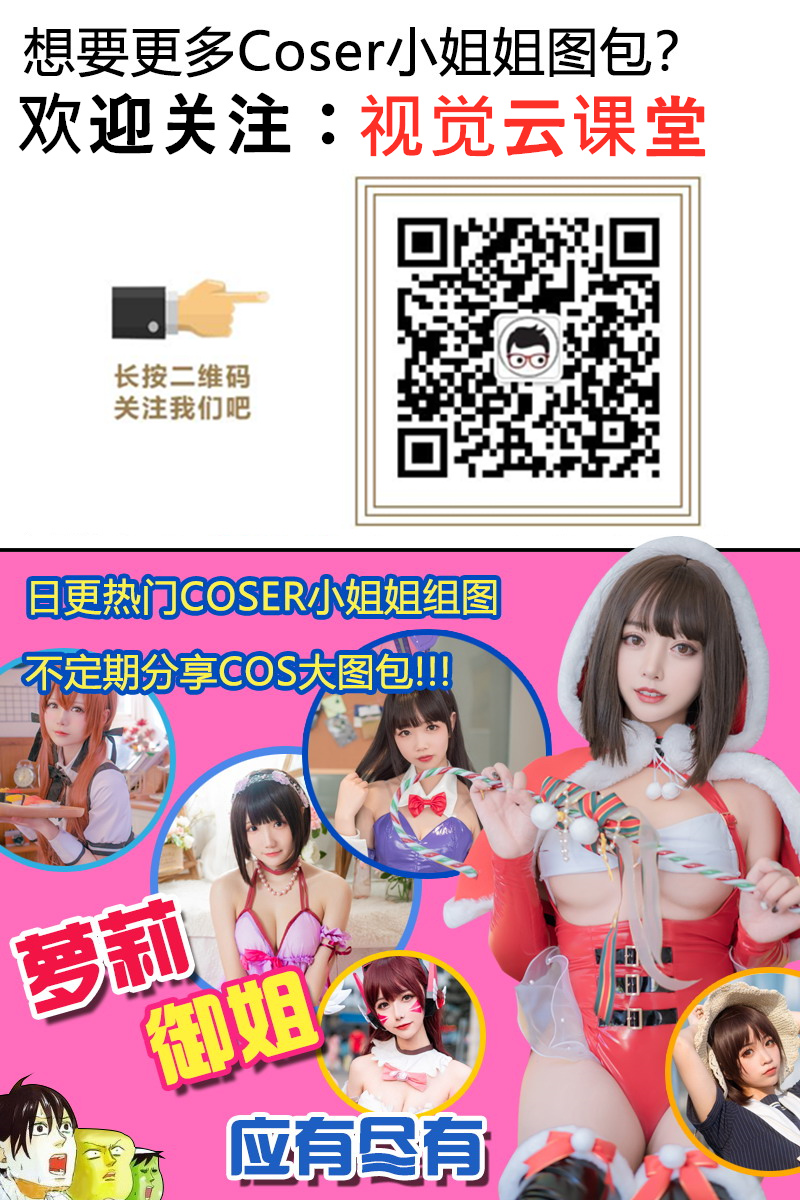 想要更多Coser小姐姐图包?
欢迎关注：视觉云课堂
长按二维码
关注我们吧
日更热门COSER小姐姐组图
不定期分享COS大图包!!!
萝莉
御姐
应有尽有